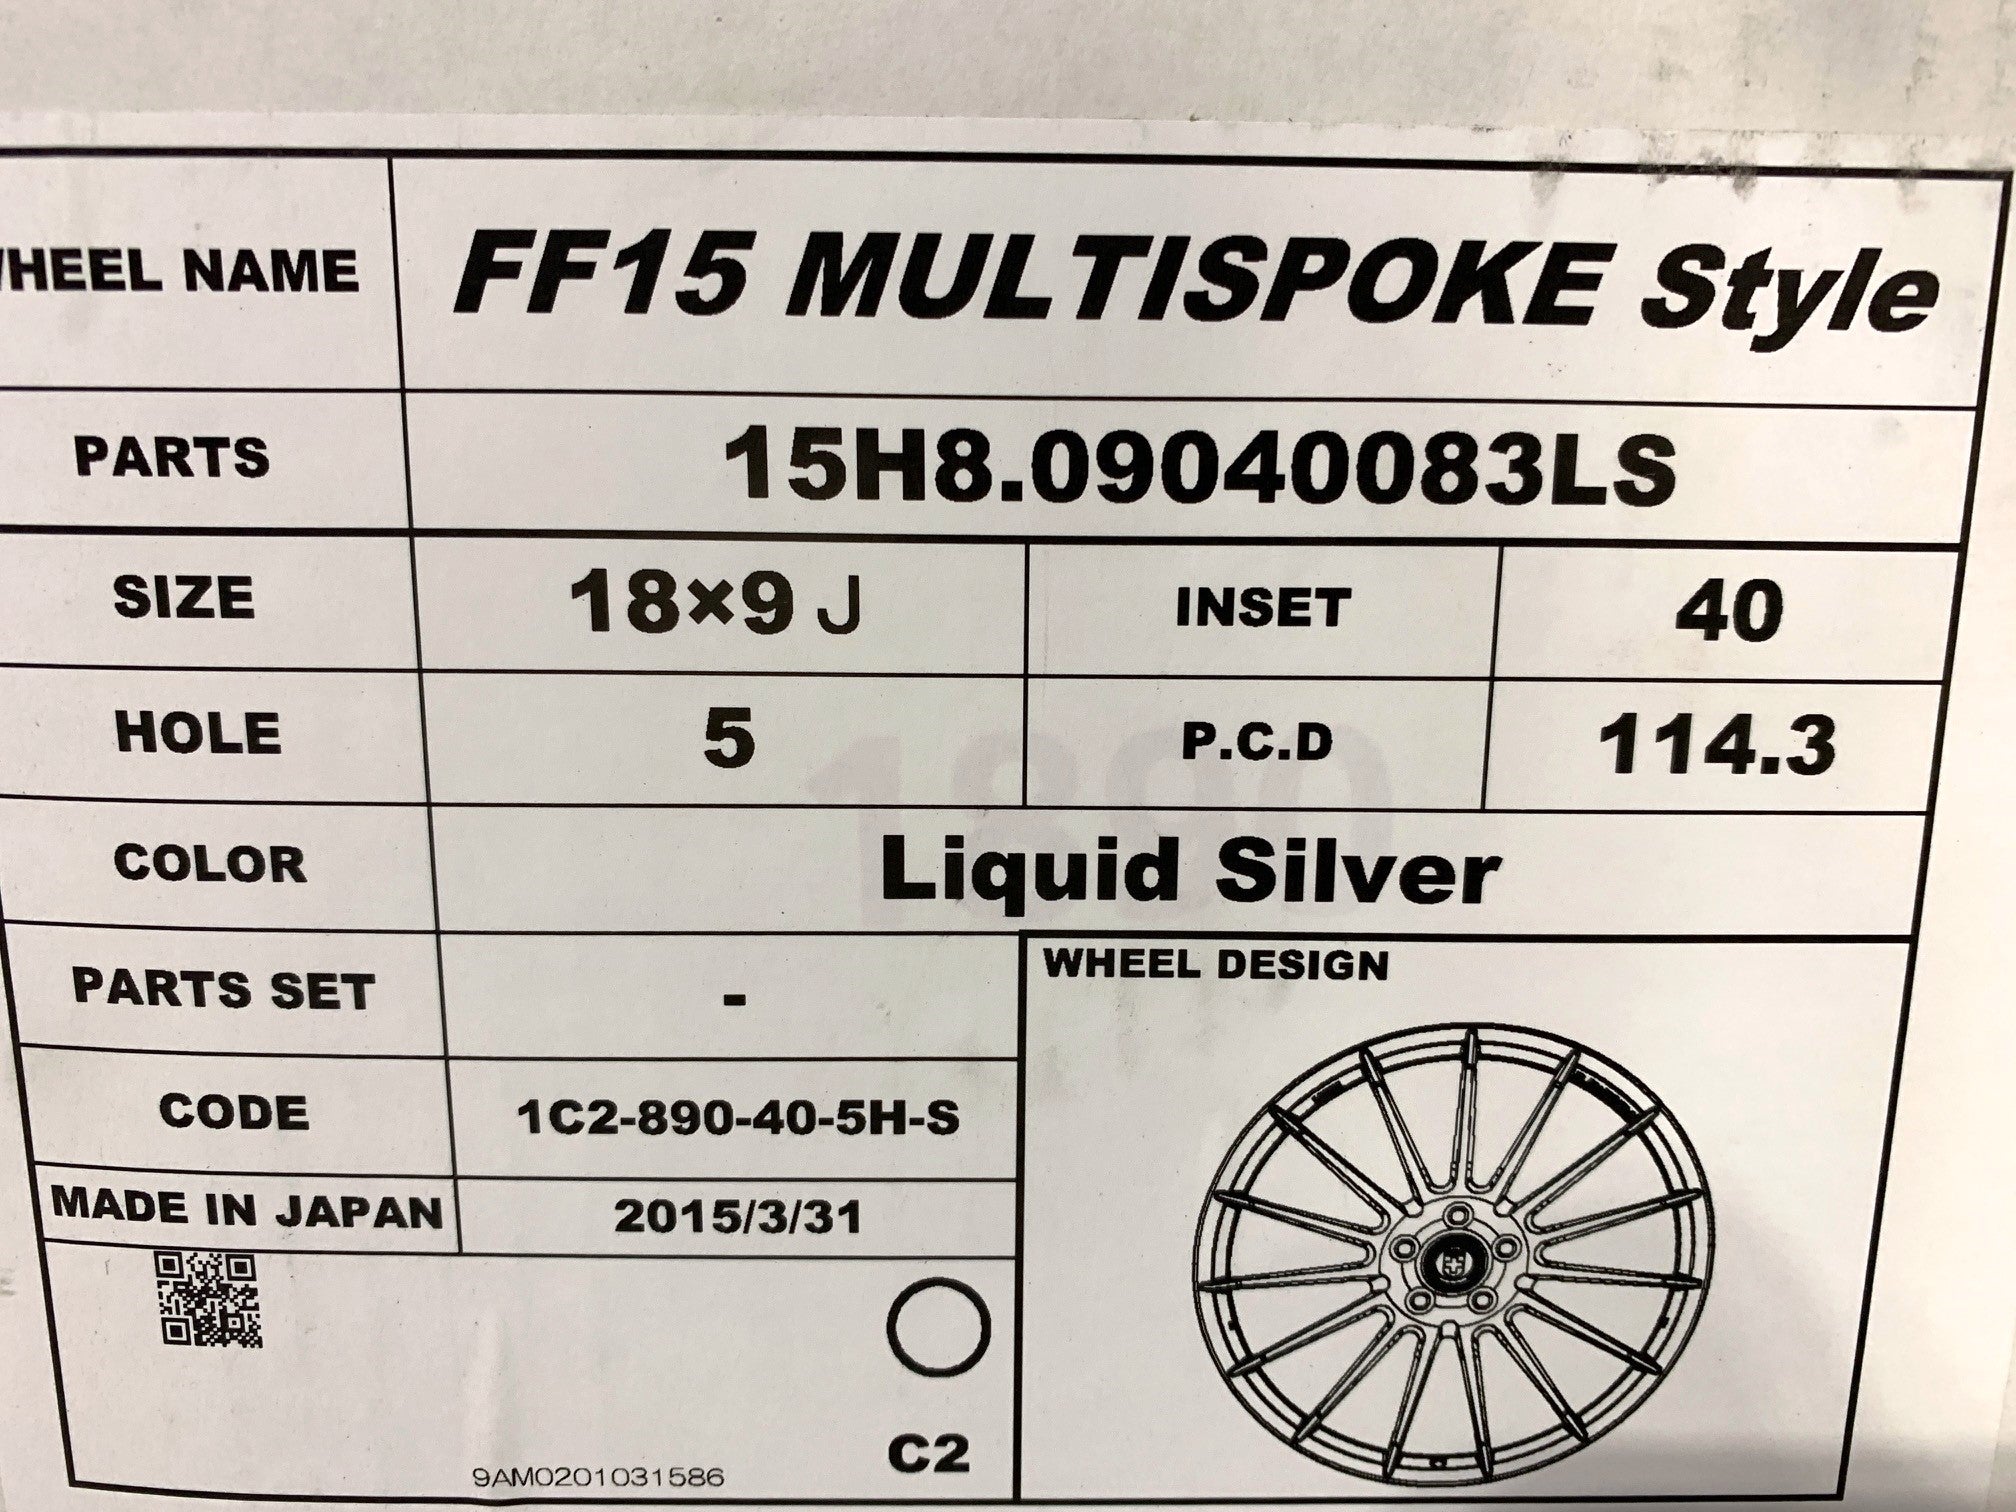 WHEEL NAME FF15 MULTISPOKE Style
PARTS 15H8.09040083LS
SIZE 18×9 J INSET 40
HOLE 5 P.C.D 114.3
COLOR Liquid Silver
PARTS SET -
WHEEL DESIGN
CODE 1C2-890-40-5H-S
MADE IN JAPAN 2015/3/31
C2
9AM0201031586